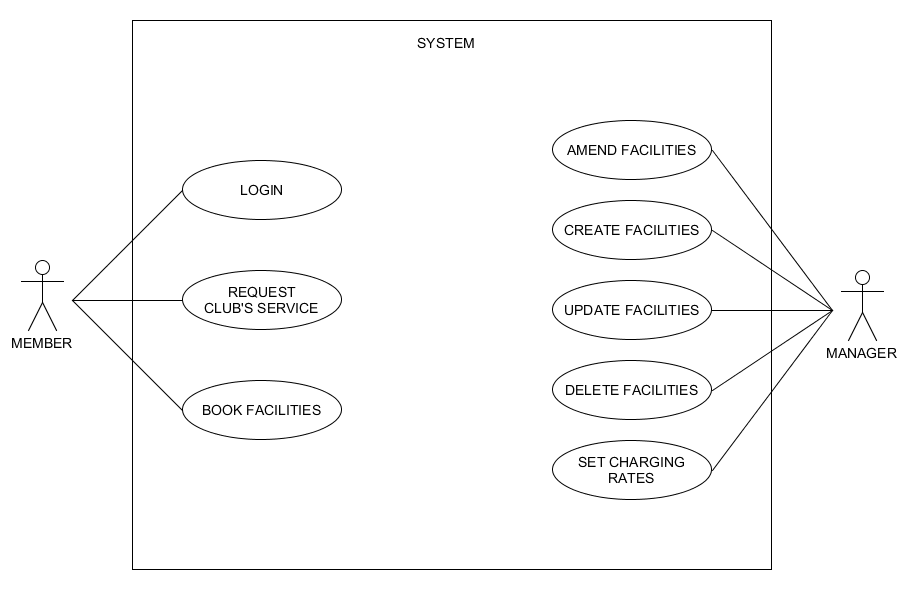 SYSTEM
LOGIN
REQUEST
CLUB'S SERVICE
BOOK FACILITIES
MEMBER
AMEND FACILITIES
CREATE FACILITIES
UPDATE FACILITIES
DELETE FACILITIES
SET CHARGING
RATES
MANAGER